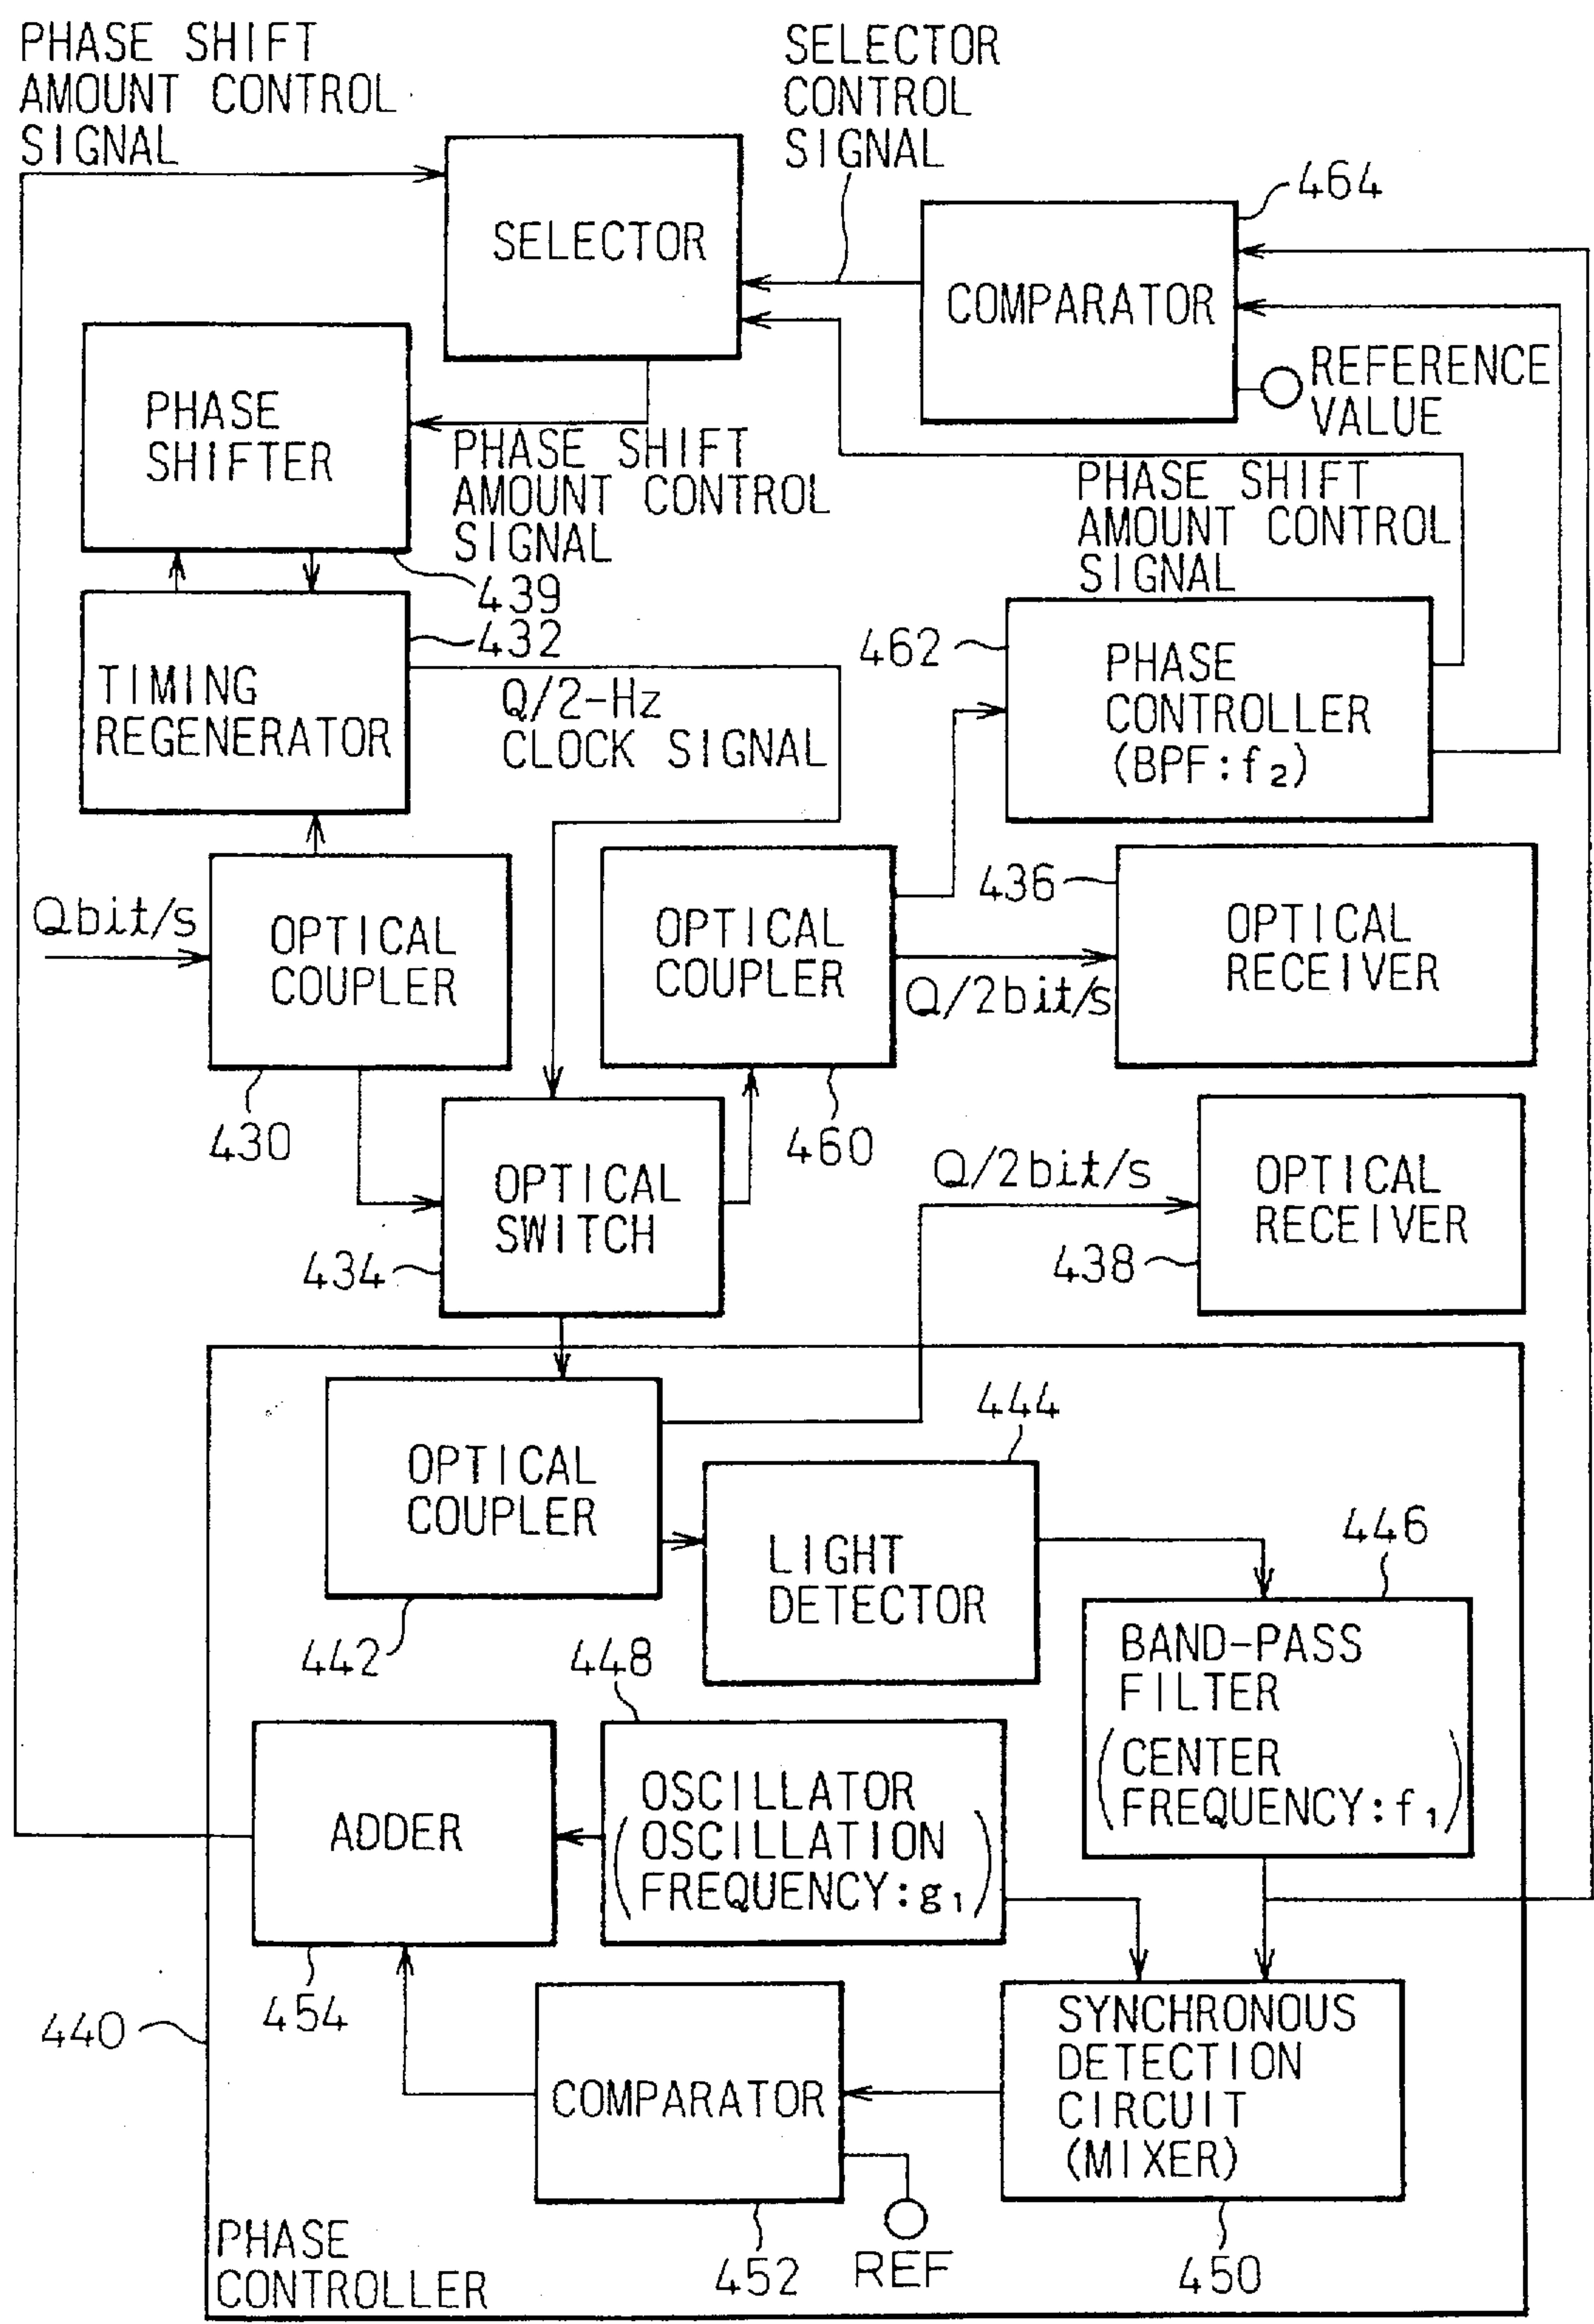 PHASE SHIFT
AMOUNT CONTROL
SIGNAL
SELECTOR
CONTROL
SIGNAL
464
SELECTOR
COMPARATOR
REFERENCE
VALUE
PHASE
SHIFTER
PHASE SHIFT
AMOUNT CONTROL
SIGNAL
PHASE SHIFT
AMOUNT CONTROL
SIGNAL
439
432
462
TIMING
REGENERATOR
Q/2-Hz
CLOCK SIGNAL
PHASE
CONTROLLER
(BPF:f₂)
436
Qbit/s
OPTICAL
COUPLER
OPTICAL
COUPLER
Q/2bit/s
OPTICAL
RECEIVER
430
460
OPTICAL
SWITCH
434
Q/2bit/s
OPTICAL
RECEIVER
438
444
OPTICAL
COUPLER
442
LIGHT
DETECTOR
446
448
BAND-PASS
FILTER
(CENTER
FREQUENCY:f₁)
ADDER
OSCILLATOR
(OSCILLATION
FREQUENCY:g₁)
454
440
COMPARATOR
SYNCHRONOUS
DETECTION
CIRCUIT
(MIXER)
PHASE
CONTROLLER
452
REF
450